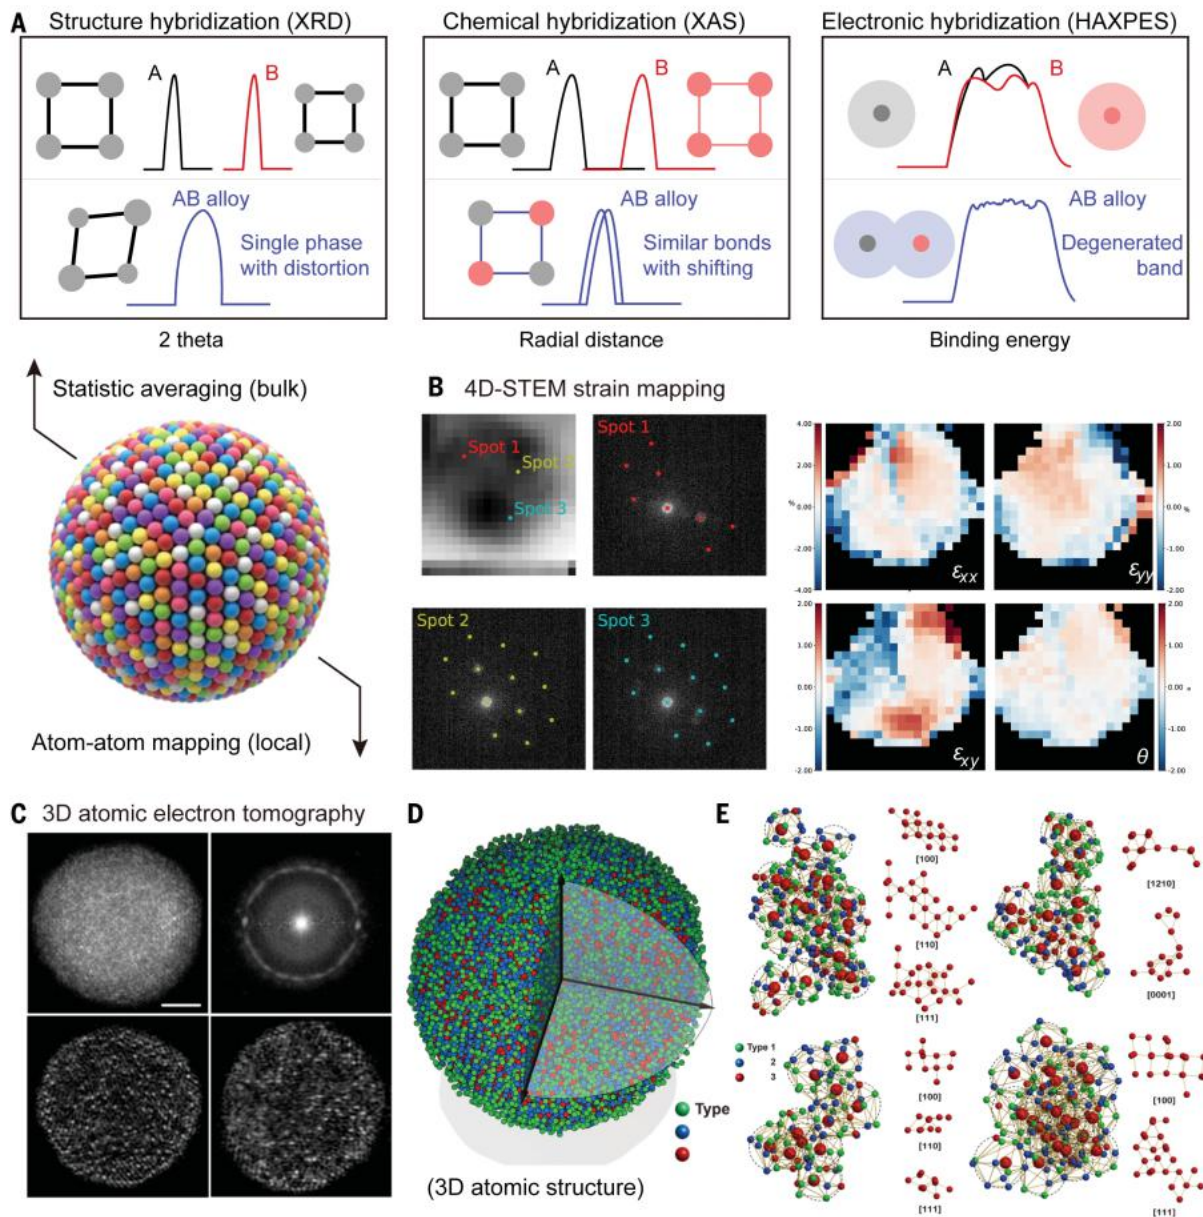 A Structure hybridization (XRD)
Chemical hybridization (XAS)
Electronic hybridization (HAXPES)
A
B
A
B
A
B
AB alloy
Single phase
with distortion
AB alloy
Similar bonds
with shifting
AB alloy
Degenerated
band
2 theta
Radial distance
Binding energy
Statistic averaging (bulk)
Atom-atom mapping (local)
B 4D-STEM strain mapping
Spot 1
Spot 3
Spot 1
Spot 2
Spot 3
4.00
2.00
%
0.00
-2.00
-4.00
εxx
2.00
1.00
0.00
%
-1.00
-2.00
εyy
2.00
1.00
0.00
-1.00
-2.00
εxy
2.00
1.00
0.00
-1.00
-2.00
θ
C 3D atomic electron tomography
D
Type
(3D atomic structure)
E
[100]
[110]
[111]
[1210]
[0001]
Type 1
2
3
[100]
[110]
[111]
[100]
[111]